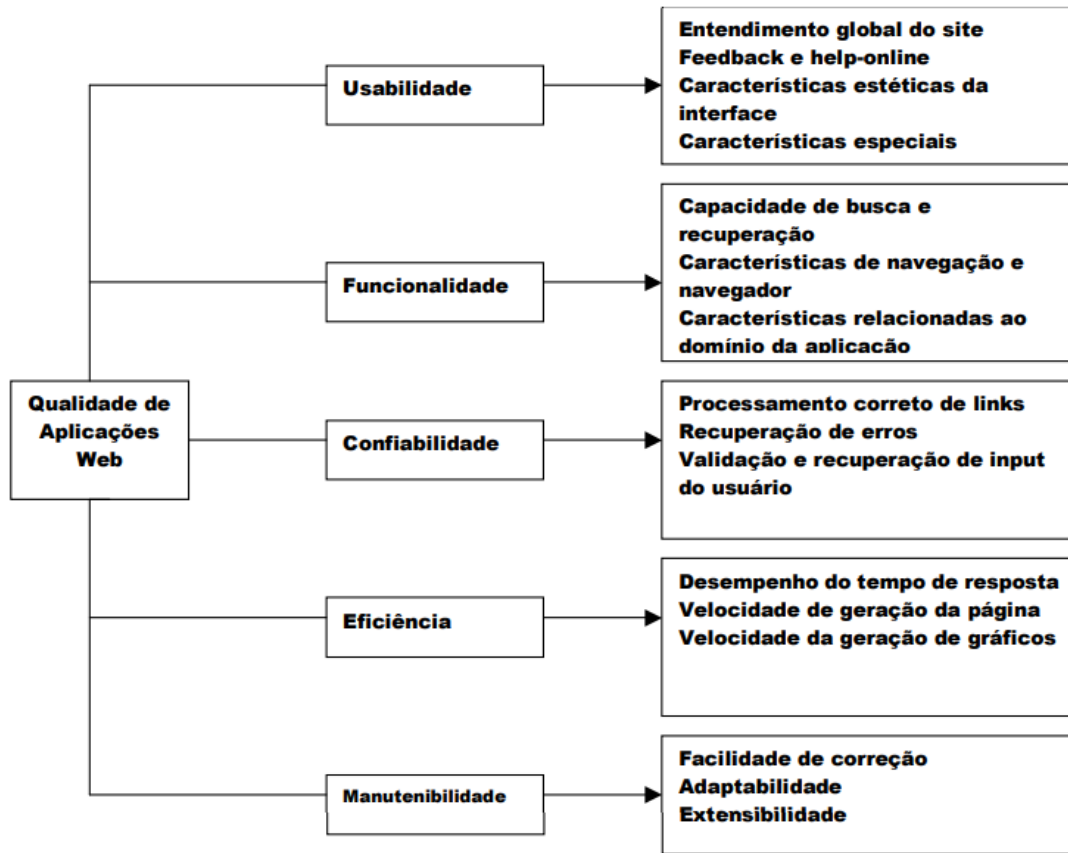 Qualidade de
Aplicações
Web
Usabilidade
Entendimento global do site
Feedback e help-online
Características estéticas da
interface
Características especiais
Funcionalidade
Capacidade de busca e
recuperação
Características de navegação e
navegador
Características relacionadas ao
domínio da aplicação
Confiabilidade
Processamento correto de links
Recuperação de erros
Validação e recuperação de input
do usuário
Eficiência
Desempenho do tempo de resposta
Velocidade de geração da página
Velocidade da geração de gráficos
Manutenibilidade
Facilidade de correção
Adaptabilidade
Extensibilidade